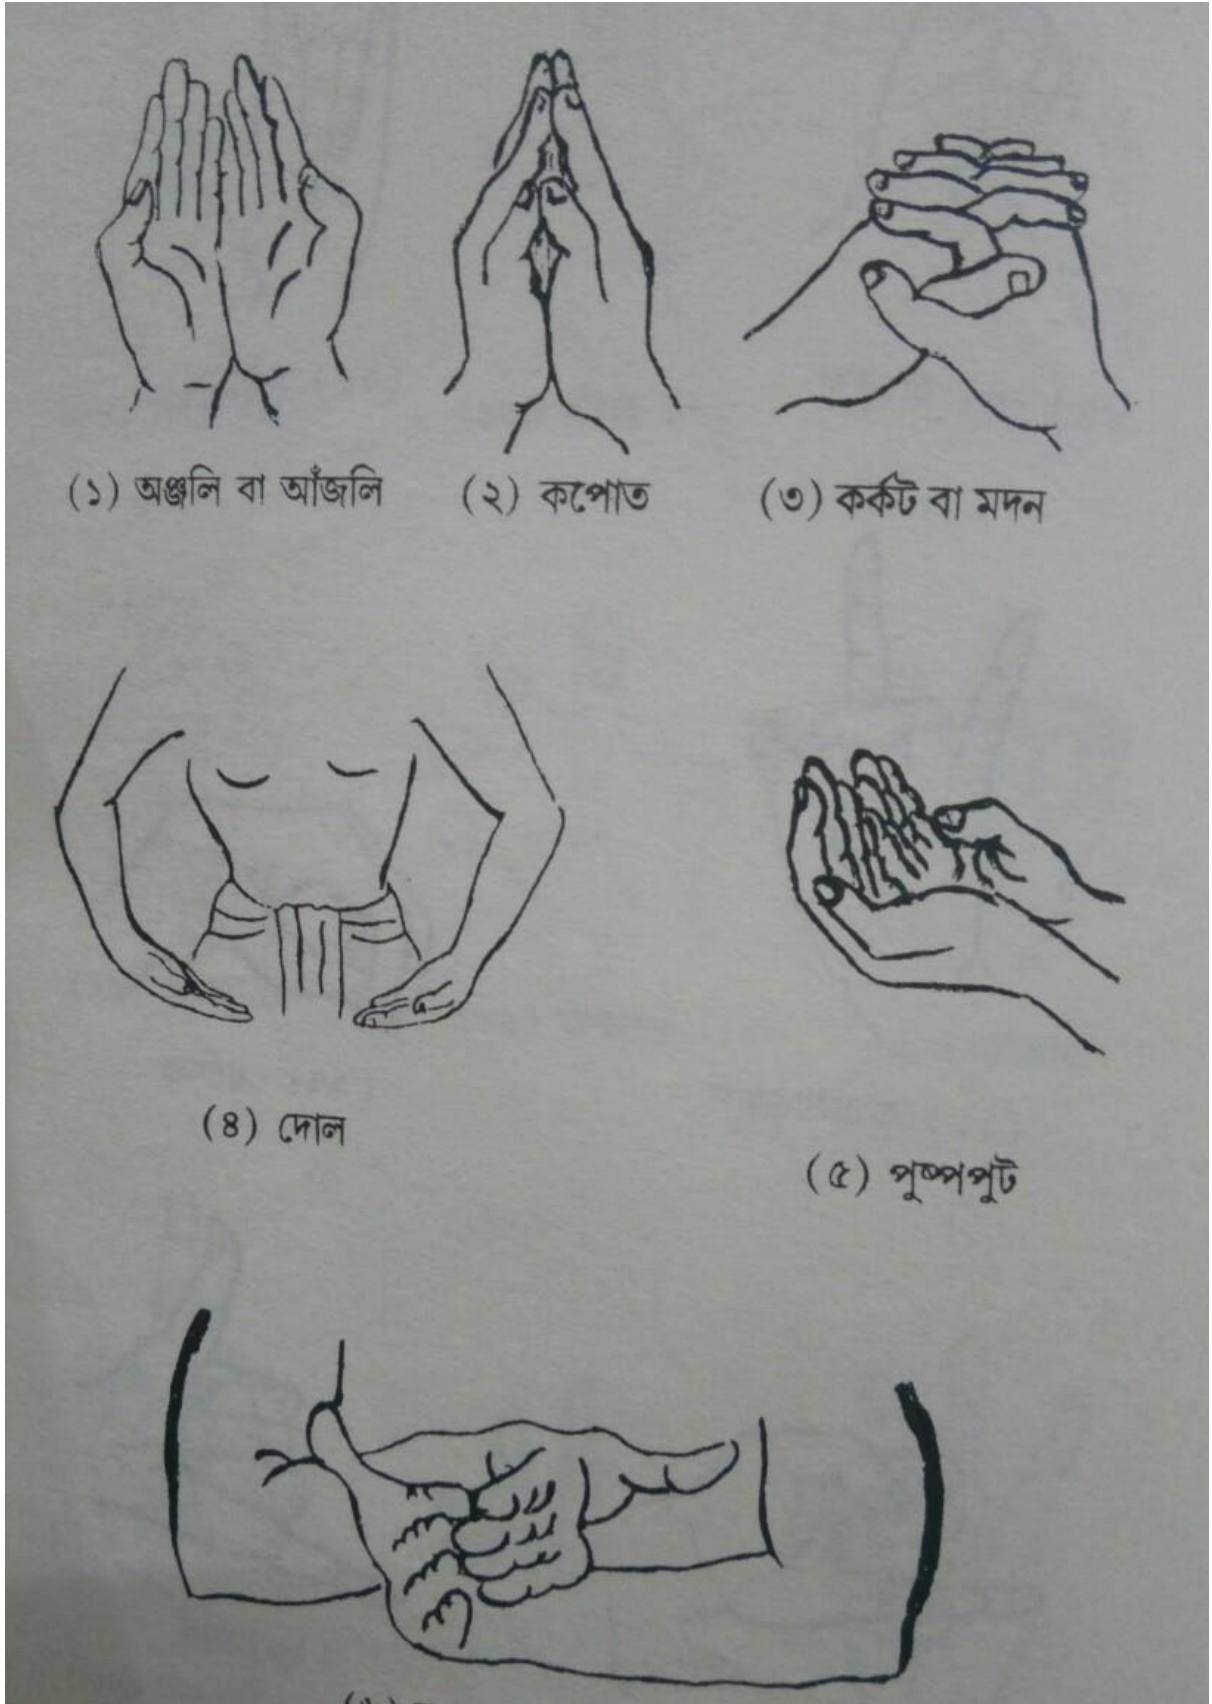 (১) অঞ্জলি বা আঁজলি (২) কপোত (৩) কর্কট বা মদন
(৪) দোল
(৫) পুষ্পপুট